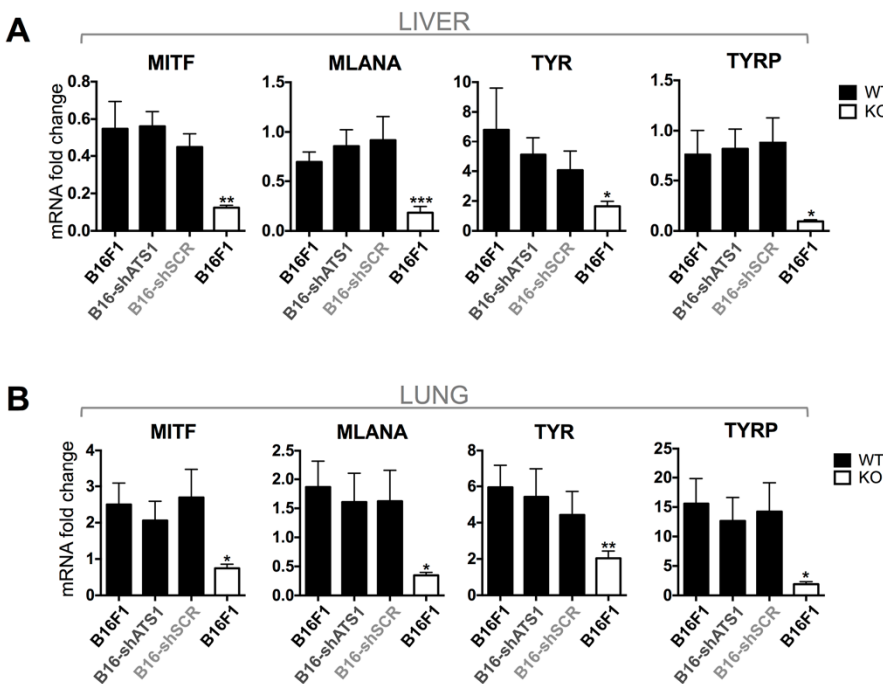 A
LIVER
MITF
MLANA
TYR
TYRP
mRNA fold change
0.8
0.6
0.4
0.2
0.0
**
B16F1
B16-shATS1
B16-shSCR
B16F1
1.5
1.0
0.5
0.0
***
B16F1
B16-shATS1
B16-shSCR
B16F1
10
8
6
4
2
0
*
B16F1
B16-shATS1
B16-shSCR
B16F1
1.5
1.0
0.5
0.0
*
B16F1
B16-shATS1
B16-shSCR
B16F1
WT
KO
B
LUNG
MITF
MLANA
TYR
TYRP
mRNA fold change
4
3
2
1
0
*
B16F1
B16-shATS1
B16-shSCR
B16F1
2.5
2.0
1.5
1.0
0.5
0.0
*
B16F1
B16-shATS1
B16-shSCR
B16F1
8
6
4
2
0
**
B16F1
B16-shATS1
B16-shSCR
B16F1
25
20
15
10
5
0
*
B16F1
B16-shATS1
B16-shSCR
B16F1
WT
KO